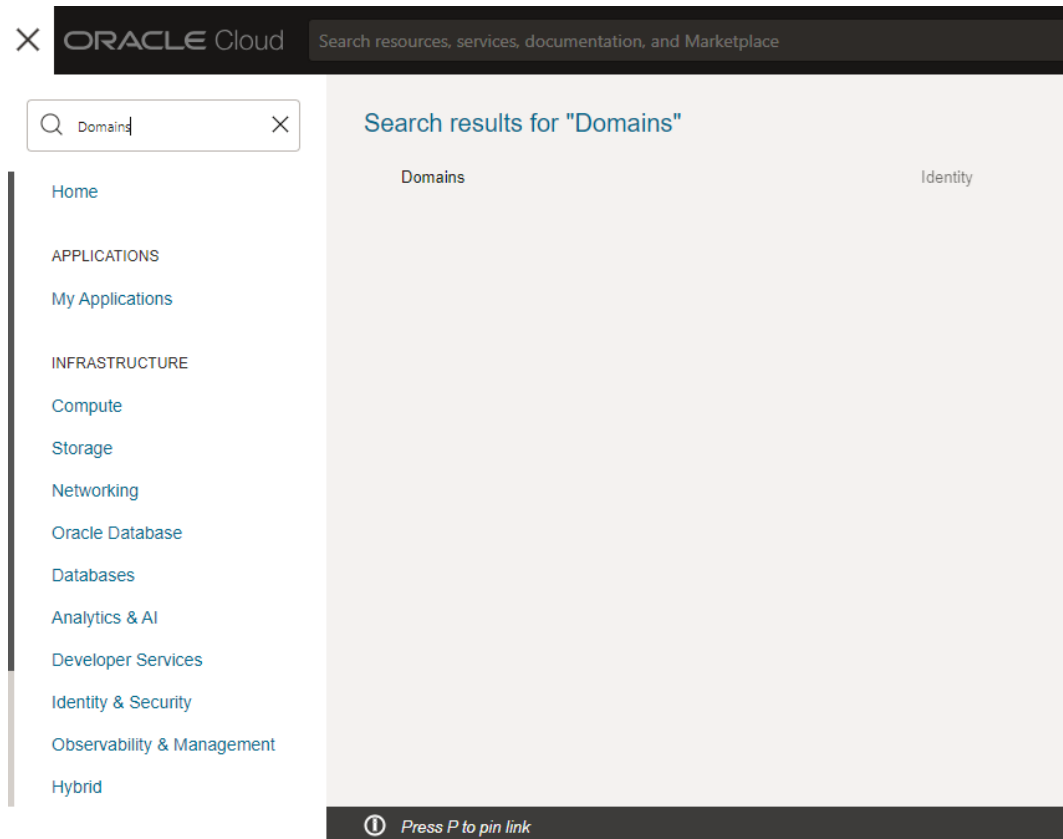 ORACLE Cloud
Search resources, services, documentation, and Marketplace
Domains
Home
APPLICATIONS
My Applications
INFRASTRUCTURE
Compute
Storage
Networking
Oracle Database
Databases
Analytics & AI
Developer Services
Identity & Security
Observability & Management
Hybrid
Search results for "Domains"
Domains Identity
Press P to pin link